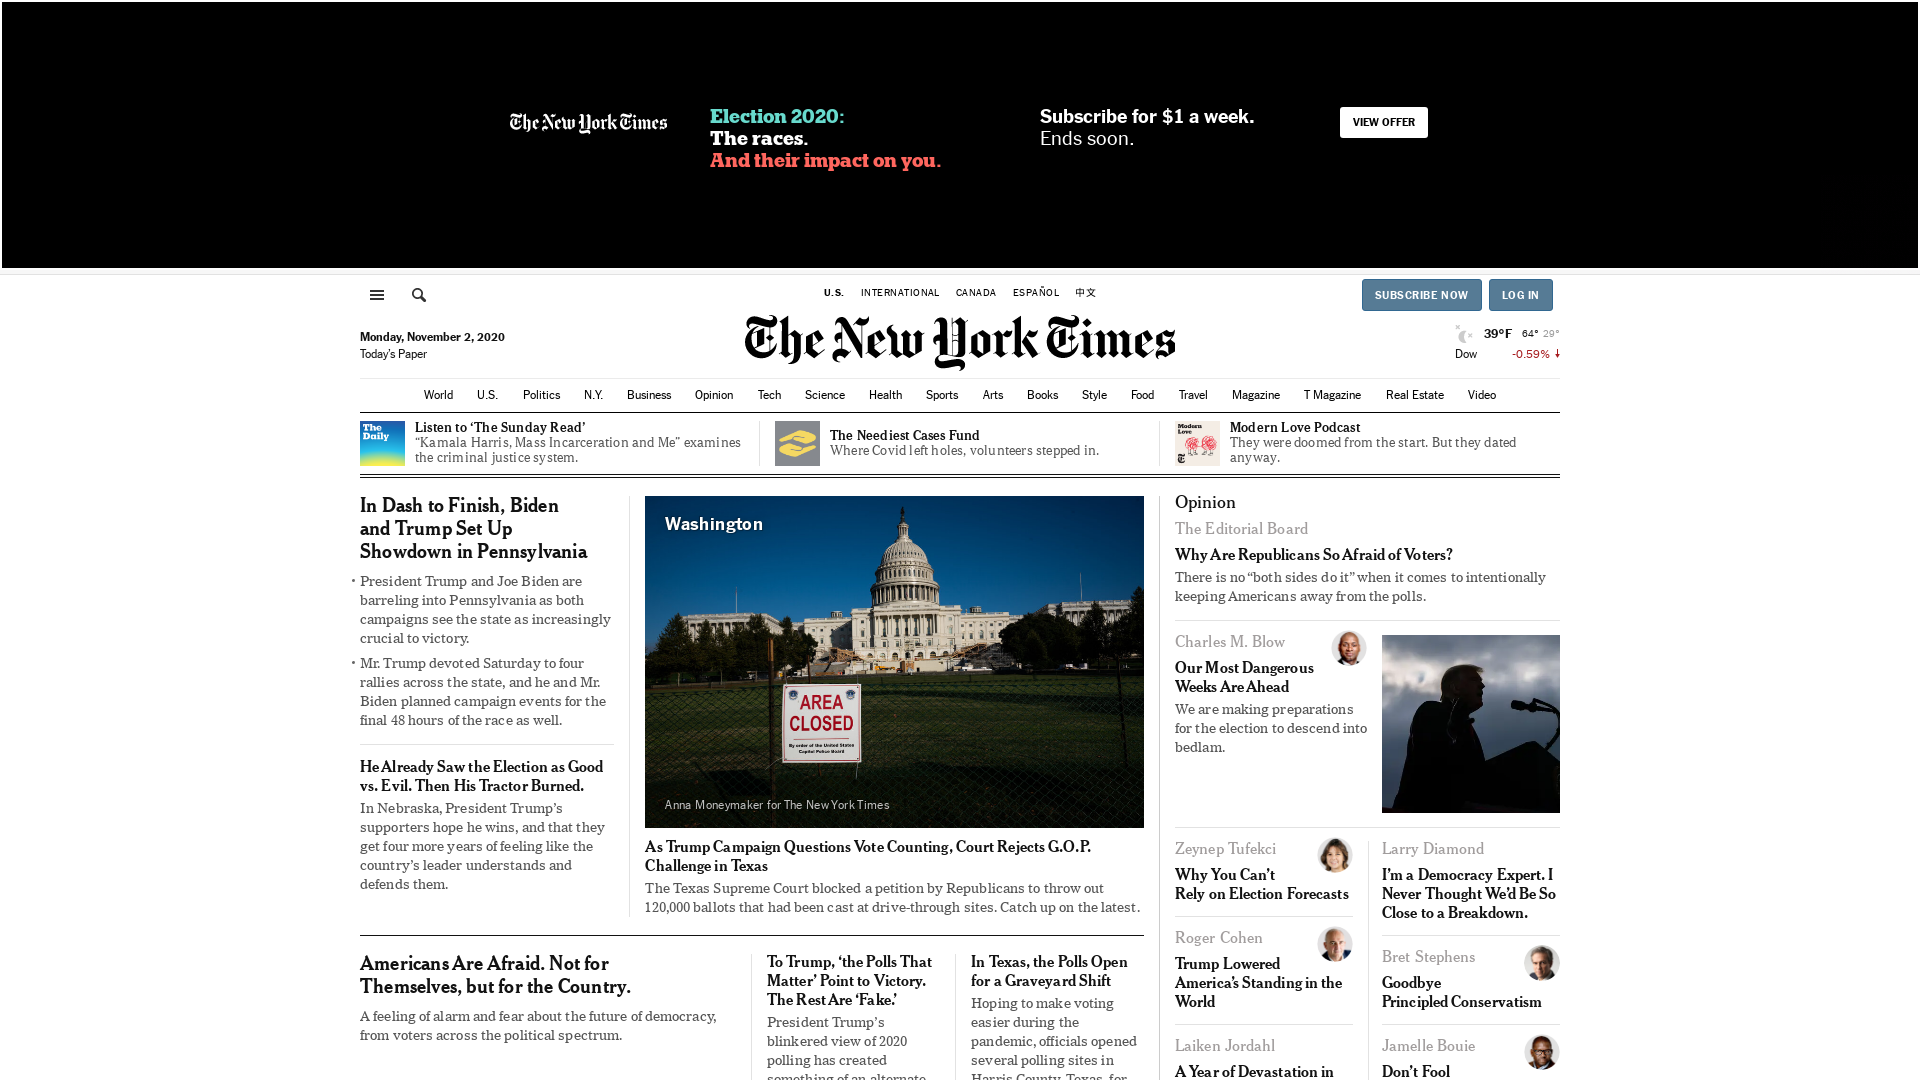 The New York Times
Election 2020:
The races.
And their impact on you.
Subscribe for $1 a week.
Ends soon.
VIEW OFFER
U.S. INTERNATIONAL CANADA ESPAÑOL 中文
SUBSCRIBE NOW LOG IN
Monday, November 2, 2020
Today's Paper
The New York Times
39°F 64° 29°
Dow -0.59%
World U.S. Politics N.Y. Business Opinion Tech Science Health Sports Arts Books Style Food Travel Magazine T Magazine Real Estate Video
The
Daily
Listen to ‘The Sunday Read’
“Kamala Harris, Mass Incarceration and Me” examines
the criminal justice system.
The Neediest Cases Fund
Where Covid left holes, volunteers stepped in.
Modern
Love
Modern Love Podcast
They were doomed from the start. But they dated
anyway.
In Dash to Finish, Biden
and Trump Set Up
Showdown in Pennsylvania
• President Trump and Joe Biden are
barreling into Pennsylvania as both
campaigns see the state as increasingly
crucial to victory.
• Mr. Trump devoted Saturday to four
rallies across the state, and he and Mr.
Biden planned campaign events for the
final 48 hours of the race as well.
He Already Saw the Election as Good
vs. Evil. Then His Tractor Burned.
In Nebraska, President Trump’s
supporters hope he wins, and that they
get four more years of feeling like the
country’s leader understands and
defends them.
Washington
AREA
CLOSED
By order of the United States
Capitol Police Board
Anna Moneymaker for The New York Times
As Trump Campaign Questions Vote Counting, Court Rejects G.O.P.
Challenge in Texas
The Texas Supreme Court blocked a petition by Republicans to throw out
120,000 ballots that had been cast at drive-through sites. Catch up on the latest.
Americans Are Afraid. Not for
Themselves, but for the Country.
A feeling of alarm and fear about the future of democracy,
from voters across the political spectrum.
To Trump, ‘the Polls That
Matter’ Point to Victory.
The Rest Are ‘Fake.’
President Trump’s
blinkered view of 2020
polling has created
something of an alternate
In Texas, the Polls Open
for a Graveyard Shift
Hoping to make voting
easier during the
pandemic, officials opened
several polling sites in
Harris County, Texas, for
Opinion
The Editorial Board
Why Are Republicans So Afraid of Voters?
There is no “both sides do it” when it comes to intentionally
keeping Americans away from the polls.
Charles M. Blow
Our Most Dangerous
Weeks Are Ahead
We are making preparations
for the election to descend into
bedlam.
Zeynep Tufekci
Why You Can’t
Rely on Election Forecasts
Roger Cohen
Trump Lowered
America’s Standing in the
World
Laiken Jordahl
A Year of Devastation in
Larry Diamond
I’m a Democracy Expert. I
Never Thought We’d Be So
Close to a Breakdown.
Bret Stephens
Goodbye
Principled Conservatism
Jamelle Bouie
Don’t Fool